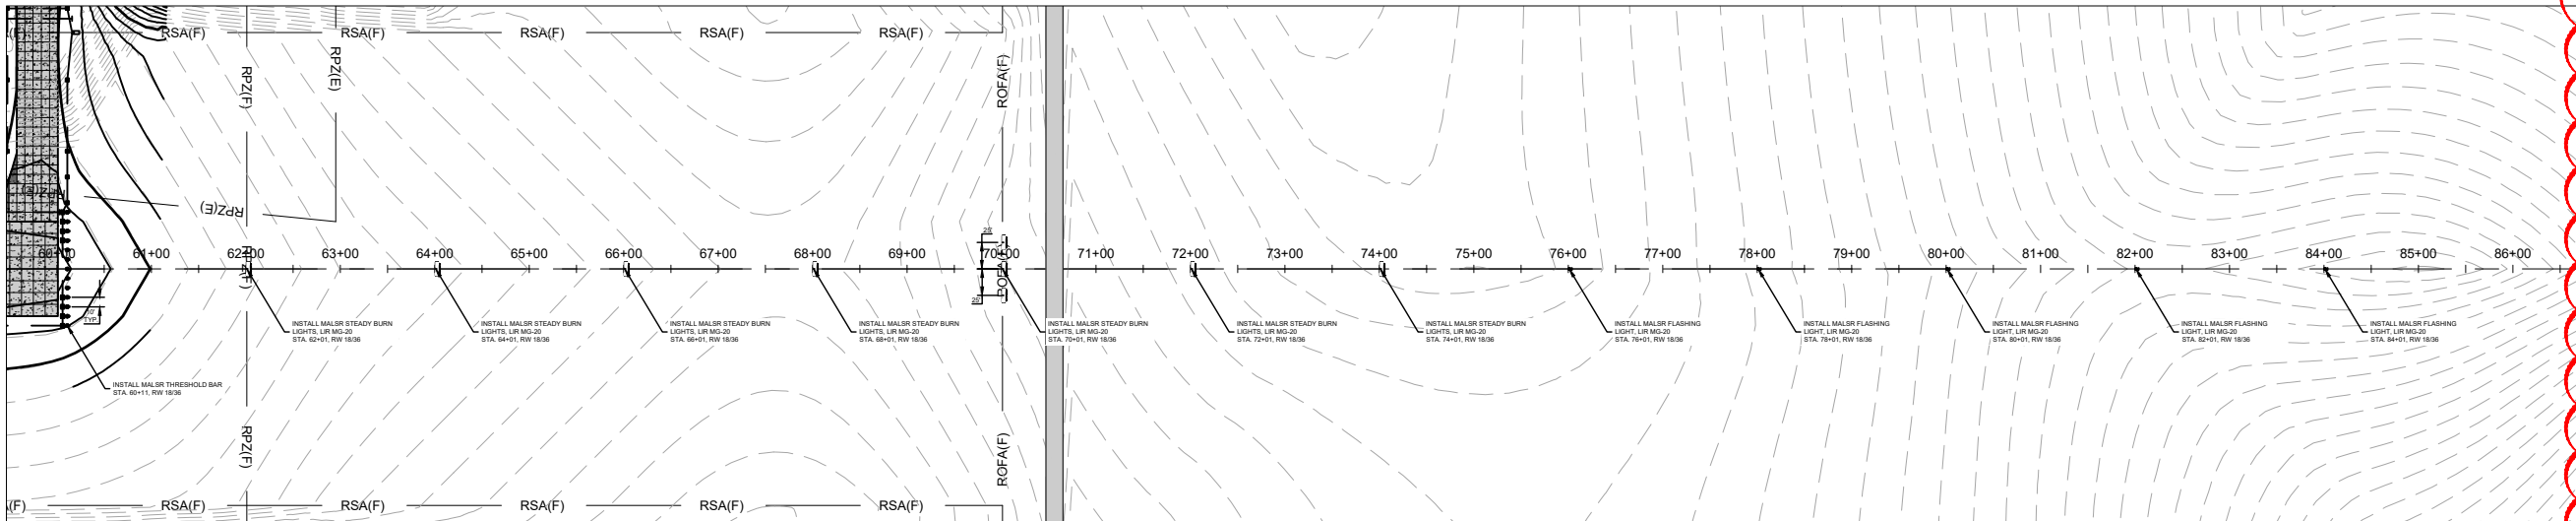 RSA(F)
RSA(F)
RSA(F)
RSA(F)
RSA(F)
RPZ(F)
RPZ(E)
ROFA(F)
RPZ(E)
25'
60+00
61+00
62+00
63+00
64+00
65+00
66+00
67+00
68+00
69+00
70+00
71+00
72+00
73+00
74+00
75+00
76+00
77+00
78+00
79+00
80+00
81+00
82+00
83+00
84+00
85+00
86+00
25'
TYP.
INSTALL MALSR STEADY BURN
LIGHTS, LIR MG-20
STA. 62+01, RW 18/36
INSTALL MALSR STEADY BURN
LIGHTS, LIR MG-20
STA. 64+01, RW 18/36
INSTALL MALSR STEADY BURN
LIGHTS, LIR MG-20
STA. 66+01, RW 18/36
INSTALL MALSR STEADY BURN
LIGHTS, LIR MG-20
STA. 68+01, RW 18/36
INSTALL MALSR STEADY BURN
LIGHTS, LIR MG-20
STA. 70+01, RW 18/36
INSTALL MALSR STEADY BURN
LIGHTS, LIR MG-20
STA. 72+01, RW 18/36
INSTALL MALSR STEADY BURN
LIGHTS, LIR MG-20
STA. 74+01, RW 18/36
INSTALL MALSR FLASHING
LIGHT, LIR MG-20
STA. 76+01, RW 18/36
INSTALL MALSR FLASHING
LIGHT, LIR MG-20
STA. 78+01, RW 18/36
INSTALL MALSR FLASHING
LIGHT, LIR MG-20
STA. 80+01, RW 18/36
INSTALL MALSR FLASHING
LIGHT, LIR MG-20
STA. 82+01, RW 18/36
INSTALL MALSR FLASHING
LIGHT, LIR MG-20
STA. 84+01, RW 18/36
INSTALL MALSR THRESHOLD BAR
STA. 60+11, RW 18/36
RPZ(F)
ROFA(F)
RSA(F)
RSA(F)
RSA(F)
RSA(F)
RSA(F)